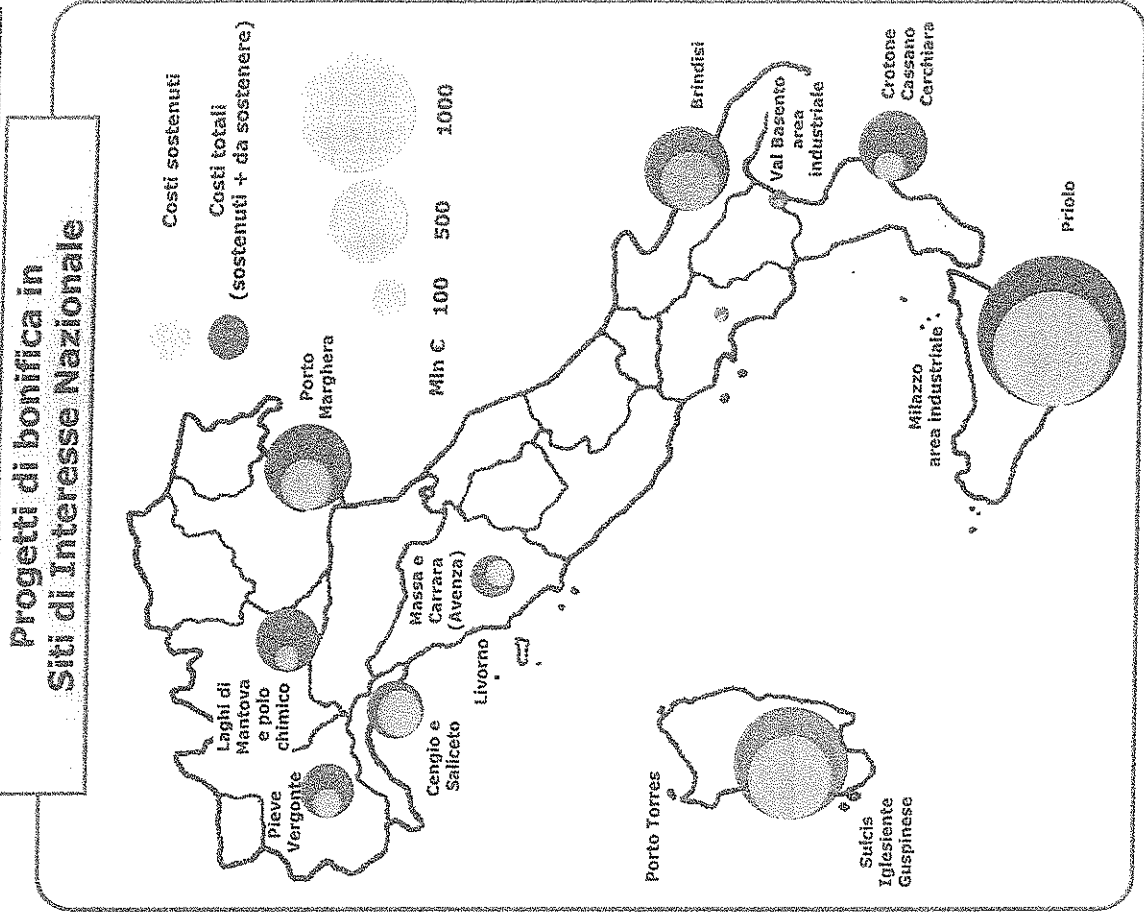 Progetti di bonifica in
Siti di Interesse Nazionale
Costi sostenuti
Costi totali
(sostenuti + da sostenere)
Mln €
100
500
1000
Porto
Marghera
Laghi di
Mantova
e polo
chimico
Pieve
Vergonte
Cengio e
Saliceto
Massa e
Carrara
(Avenza)
Livorno
Brindisi
Val Basento
area
industriale
Crotone
Cassano
Cerchiara
Porto Torres
Sulcis
Iglesiente
Guspinese
Milazzo
area industriale
Priolo